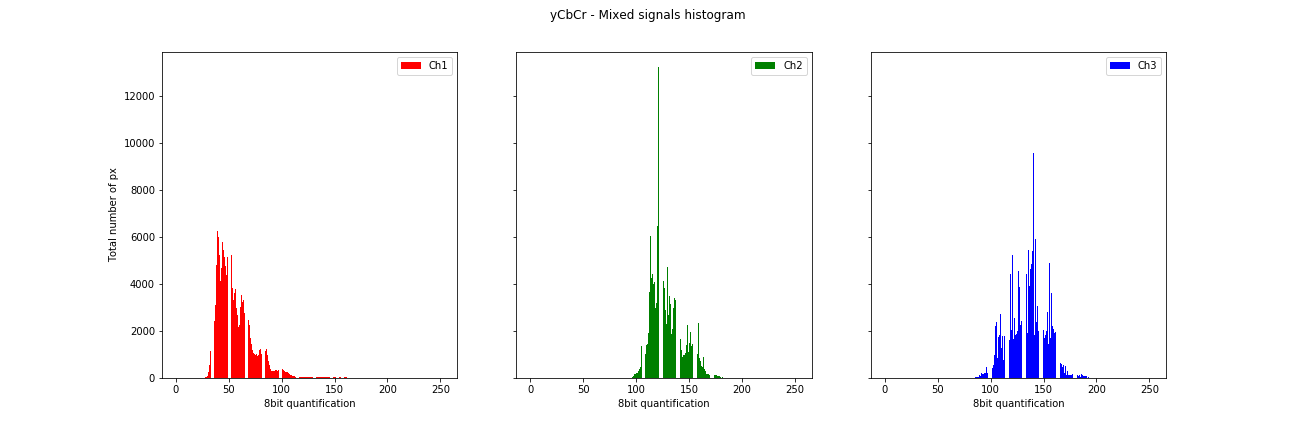 yCbCr - Mixed signals histogram
Total number of px
12000
10000
8000
6000
4000
2000
0
Ch1
0 50 100 150 200 250
8bit quantification
Ch2
0 50 100 150 200 250
8bit quantification
Ch3
0 50 100 150 200 250
8bit quantification